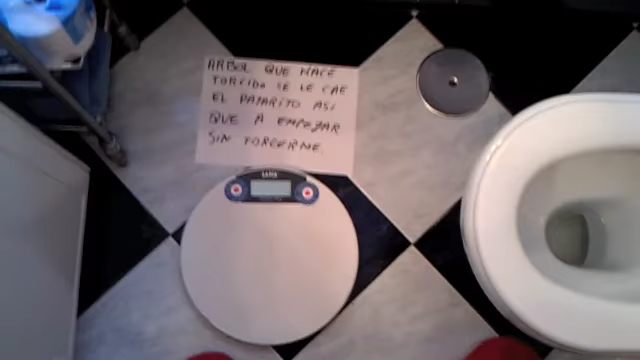 ARBOL QUE NACE
TORCIDO SE LE CAE
EL PAJARITO ASI
QUE A EMPEZAR
SIN TORCERME.